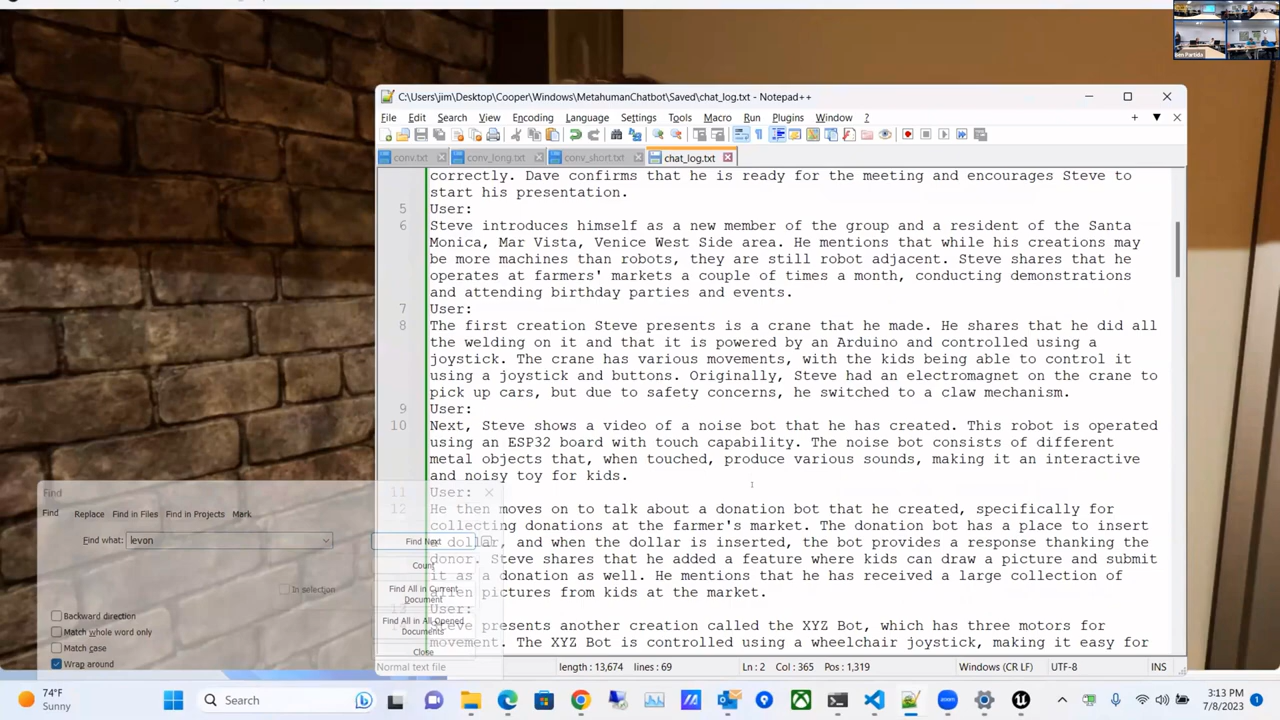 Ben Partida
C:\Users\jim\Desktop\Cooper\Windows\MetahumanChatbot\Saved\chat_log.txt - Notepad++
File Edit Search View Encoding Language Settings Tools Macro Run Plugins Window ?
conv.txt conv_long.txt conv_short.txt chat_log.txt
correctly. Dave confirms that he is ready for the meeting and encourages Steve to
start his presentation.
5 User:
6 Steve introduces himself as a new member of the group and a resident of the Santa
Monica, Mar Vista, Venice West Side area. He mentions that while his creations may
be more machines than robots, they are still robot adjacent. Steve shares that he
operates at farmers' markets a couple of times a month, conducting demonstrations
and attending birthday parties and events.
7 User:
8 The first creation Steve presents is a crane that he made. He shares that he did all
the welding on it and that it is powered by an Arduino and controlled using a
joystick. The crane has various movements, with the kids being able to control it
using a joystick and buttons. Originally, Steve had an electromagnet on the crane to
pick up cars, but due to safety concerns, he switched to a claw mechanism.
9 User:
10 Next, Steve shows a video of a noise bot that he has created. This robot is operated
using an ESP32 board with touch capability. The noise bot consists of different
metal objects that, when touched, produce various sounds, making it an interactive
and noisy toy for kids.
11 User:
12 He then moves on to talk about a donation bot that he created, specifically for
collecting donations at the farmer's market. The donation bot has a place to insert
a dollar, and when the dollar is inserted, the bot provides a response thanking the
donor. Steve shares that he added a feature where kids can draw a picture and submit
it as a donation as well. He mentions that he has received a large collection of
alien pictures from kids at the market.
13 User:
Steve presents another creation called the XYZ Bot, which has three motors for
movement. The XYZ Bot is controlled using a wheelchair joystick, making it easy for
Find
Find Replace Find in Files Find in Projects Mark
Find what: levon
Find Next
Count
In selection
Find All in Current
Document
Find All in All Opened
Documents
Close
Backward direction
Match whole word only
Match case
Wrap around
Normal text file length : 13,674 lines : 69 Ln : 2 Col : 365 Pos : 1,319 Windows (CR LF) UTF-8 INS
74°F
Sunny
Search
3:13 PM
7/8/2023